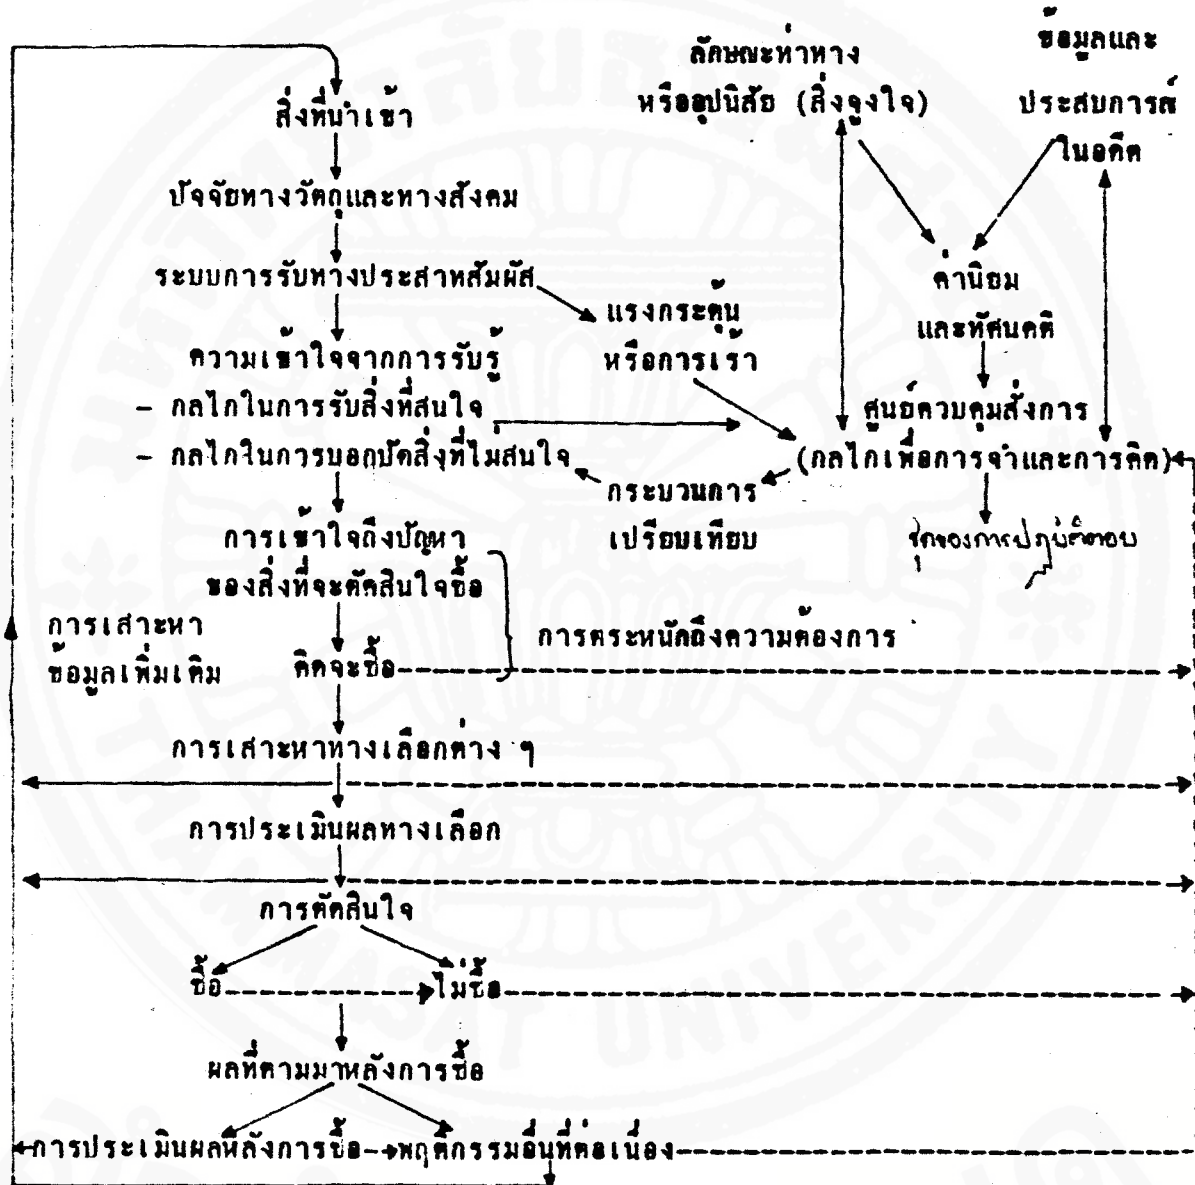 ลักษณะท่าทาง
หรืออุปนิสัย (สิ่งจูงใจ)
ข้อมูลและ
ประสบการส์
ในอดีต
สิ่งที่นำเข้า
ปัจจัยทางวัตถุและทางสังคม
ระบบการรับทางประสาทสัมผัส
แรงกระตุ้น
หรือการเร้า
ค่านิยม
และทัศนคติ
ความเข้าใจจากการรับรู้
- กลไกในการรับสิ่งที่สนใจ
- กลไกในการบอกปัดสิ่งที่ไม่สนใจ
ศูนย์ควบคุมสั่งการ
(กลไกเพื่อการจำและการคิด)
กระบวนการ
เปรียบเทียบ
ชุดของการปฏิบัติตอบ
การเข้าใจถึงปัญหา
ของสิ่งที่จะตัดสินใจซื้อ
การเสาะหา
ข้อมูลเพิ่มเติม
การตระหนักถึงความต้องการ
คิดจะซื้อ
การเสาะหาทางเลือกต่าง ๆ
การประเมินผลทางเลือก
การตัดสินใจ
ซื้อ
ไม่ซื้อ
ผลที่ตามมาหลังการซื้อ
การประเมินผลหลังการซื้อ
พฤติกรรมอื่นที่ต่อเนื่อง
THAMMASAT UNIVERSITY